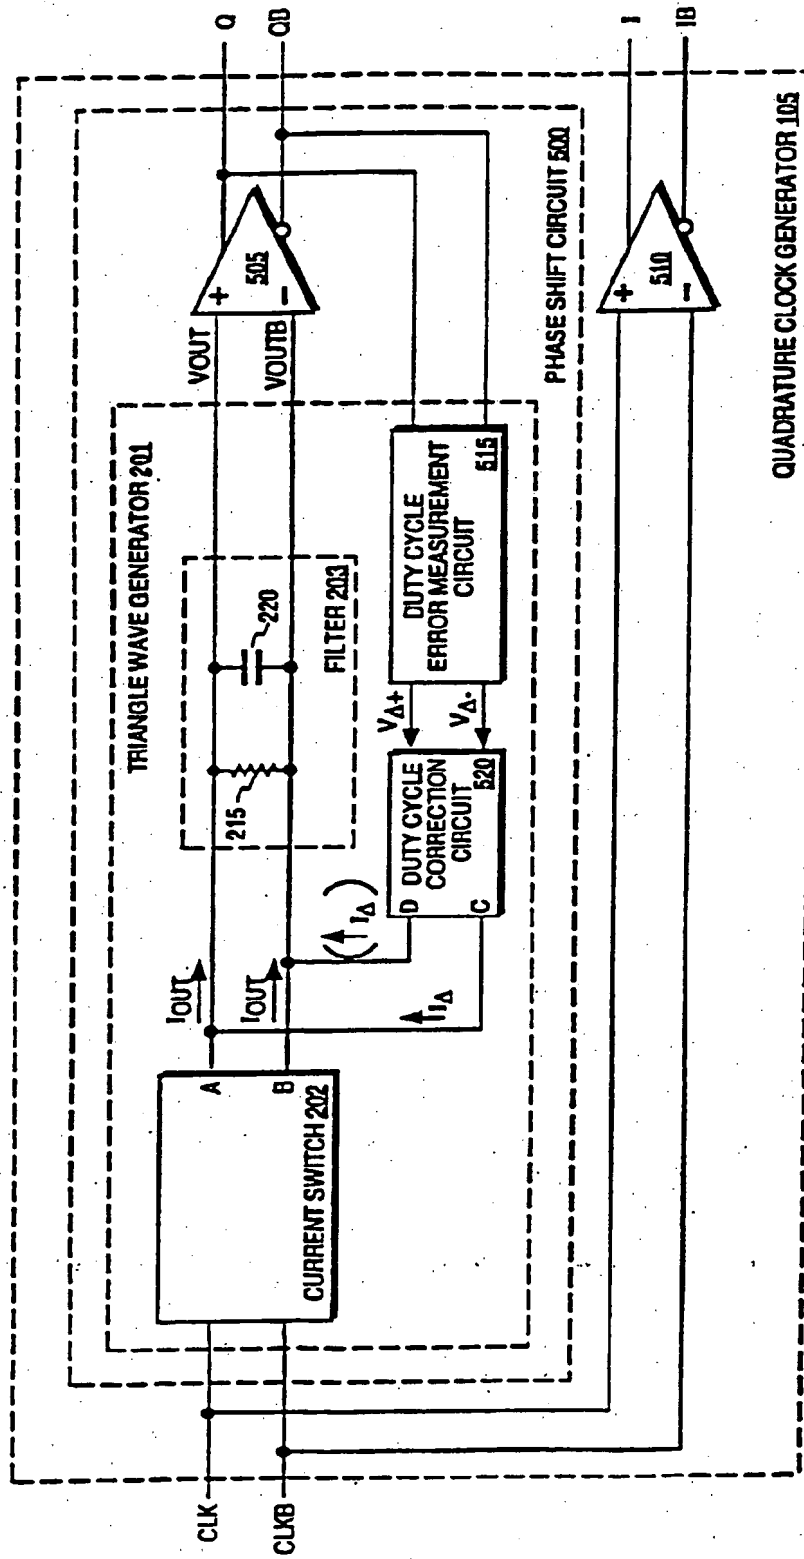 QUADRATURE CLOCK GENERATOR 105
PHASE SHIFT CIRCUIT 500
TRIANGLE WAVE GENERATOR 201
CLK
CLKB
CURRENT SWITCH 202
A
B
IOUT
IOUT
IΔ
(IΔ)
FILTER 203
215
220
VOUT
VOUTB
+
-
505
Q
QB
D
C
DUTY CYCLE
CORRECTION
CIRCUIT
520
VΔ+
VΔ-
DUTY CYCLE
ERROR MEASUREMENT
CIRCUIT
515
+
-
510
I
IB